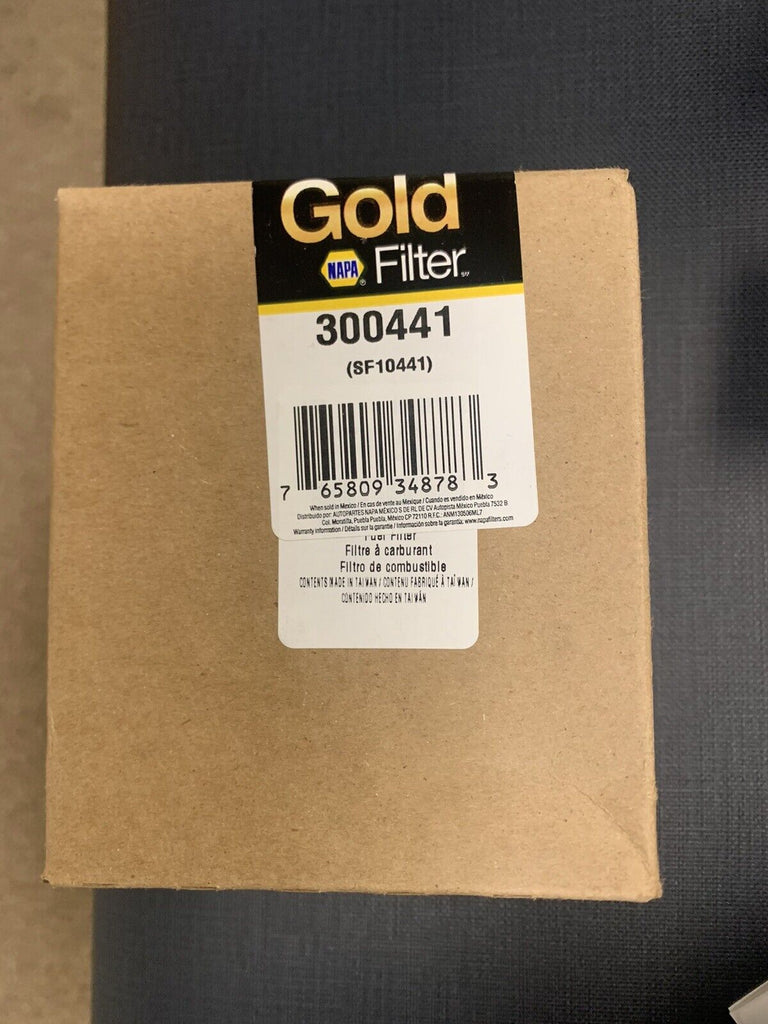 Gold
NAPA® Filter℠
300441
(SF10441)
7 65809 34878 3
When sold in Mexico / En cas de vente au Mexique / Cuando es vendido en México
Distribuido por: AUTOPARTES NAPA MÉXICO S DE RL DE CV Autopista México Puebla 7532 B
Col. Moratilla, Puebla Puebla, México CP 72110 R.F.C.: ANM130506ML7
Warranty information / Détails sur la garantie / Información sobre la garantía: www.napafilters.com
Fuel Filter
Filtre à carburant
Filtro de combustible
CONTENTS MADE IN TAIWAN / CONTENU FABRIQUÉ À TAÏWAN /
CONTENIDO HECHO EN TAIWÁN